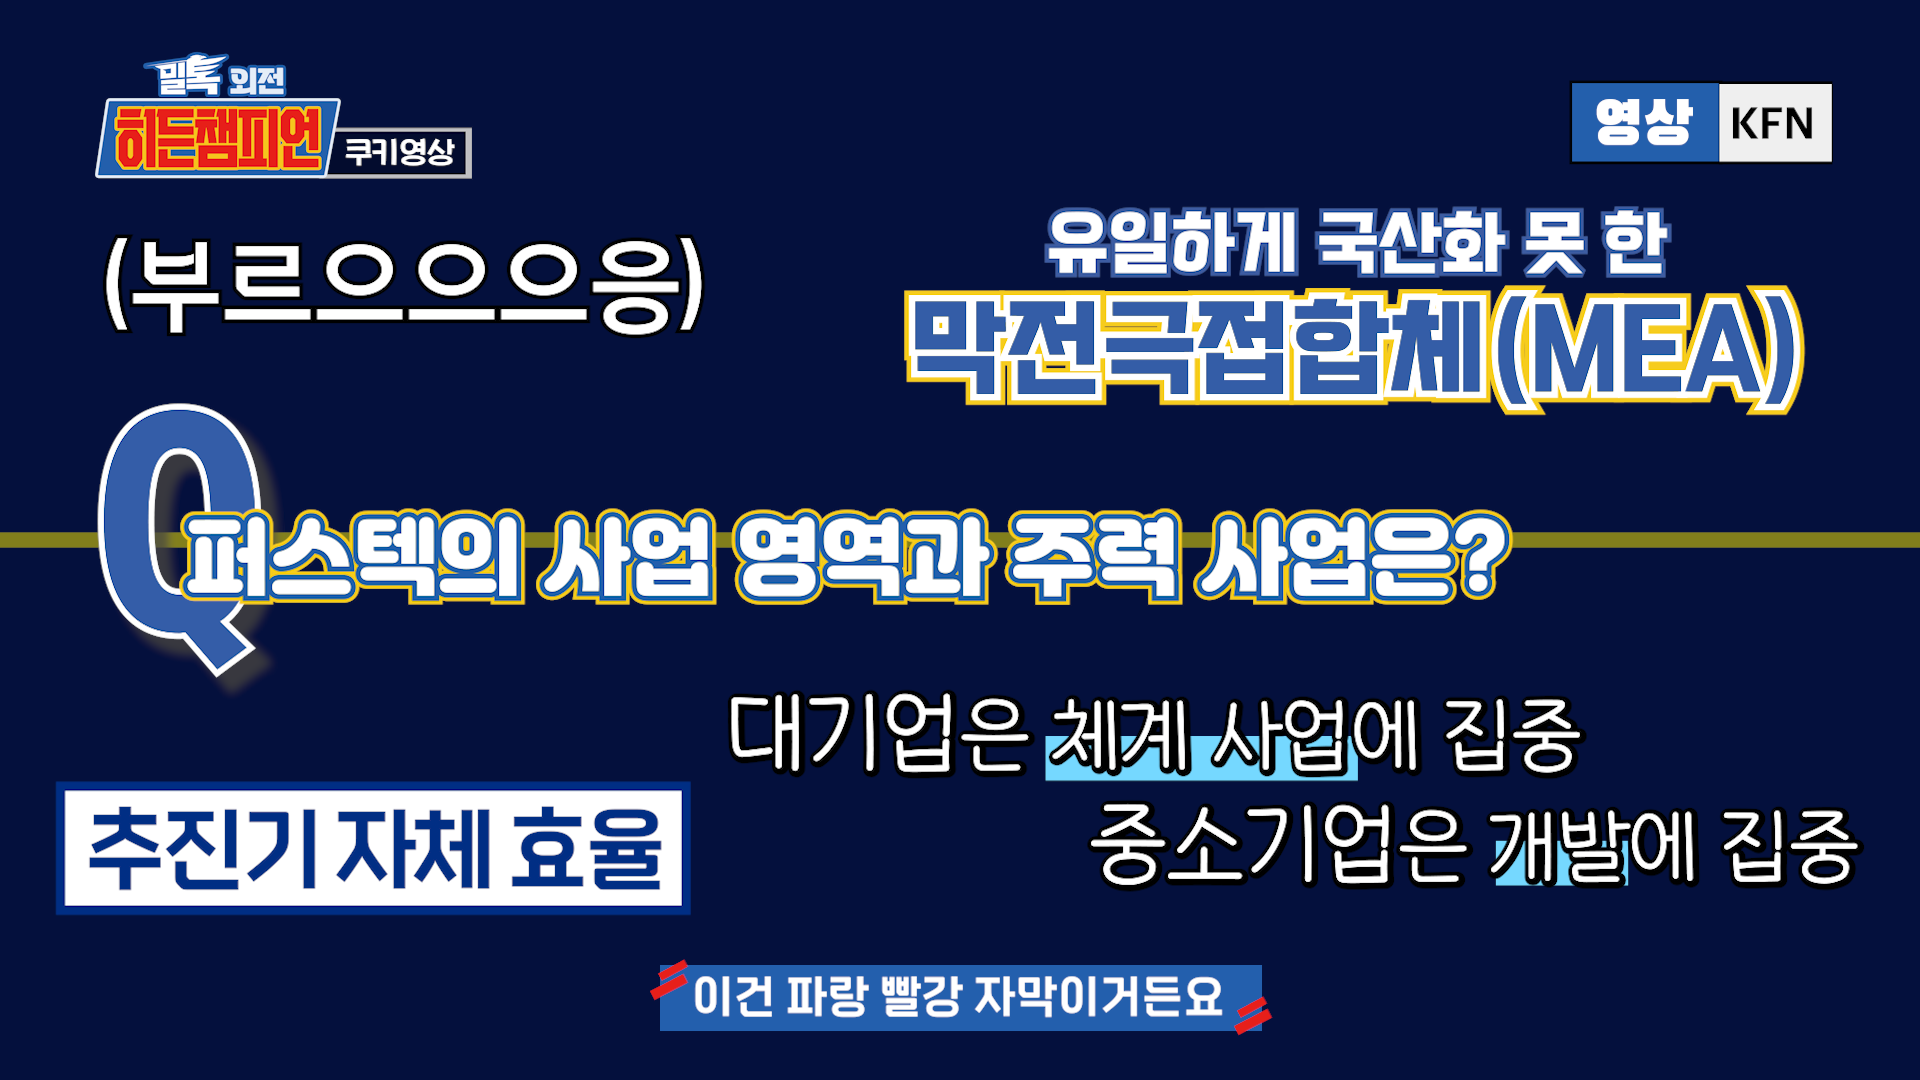 밀톡 외전
히든챔피언
쿠키영상
영상 KFN
(부르으으으응)
유일하게 국산화 못 한
막전극접합체(MEA)
Q
퍼스텍의 사업 영역과 주력 사업은?
대기업은 체계 사업에 집중
중소기업은 개발에 집중
추진기 자체 효율
이건 파랑 빨강 자막이거든요